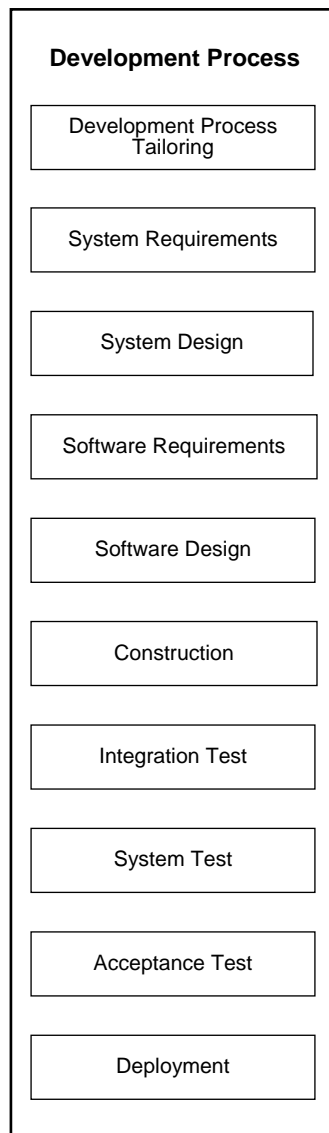 Development Process
Development Process
Tailoring
System Requirements
System Design
Software Requirements
Software Design
Construction
Integration Test
System Test
Acceptance Test
Deployment